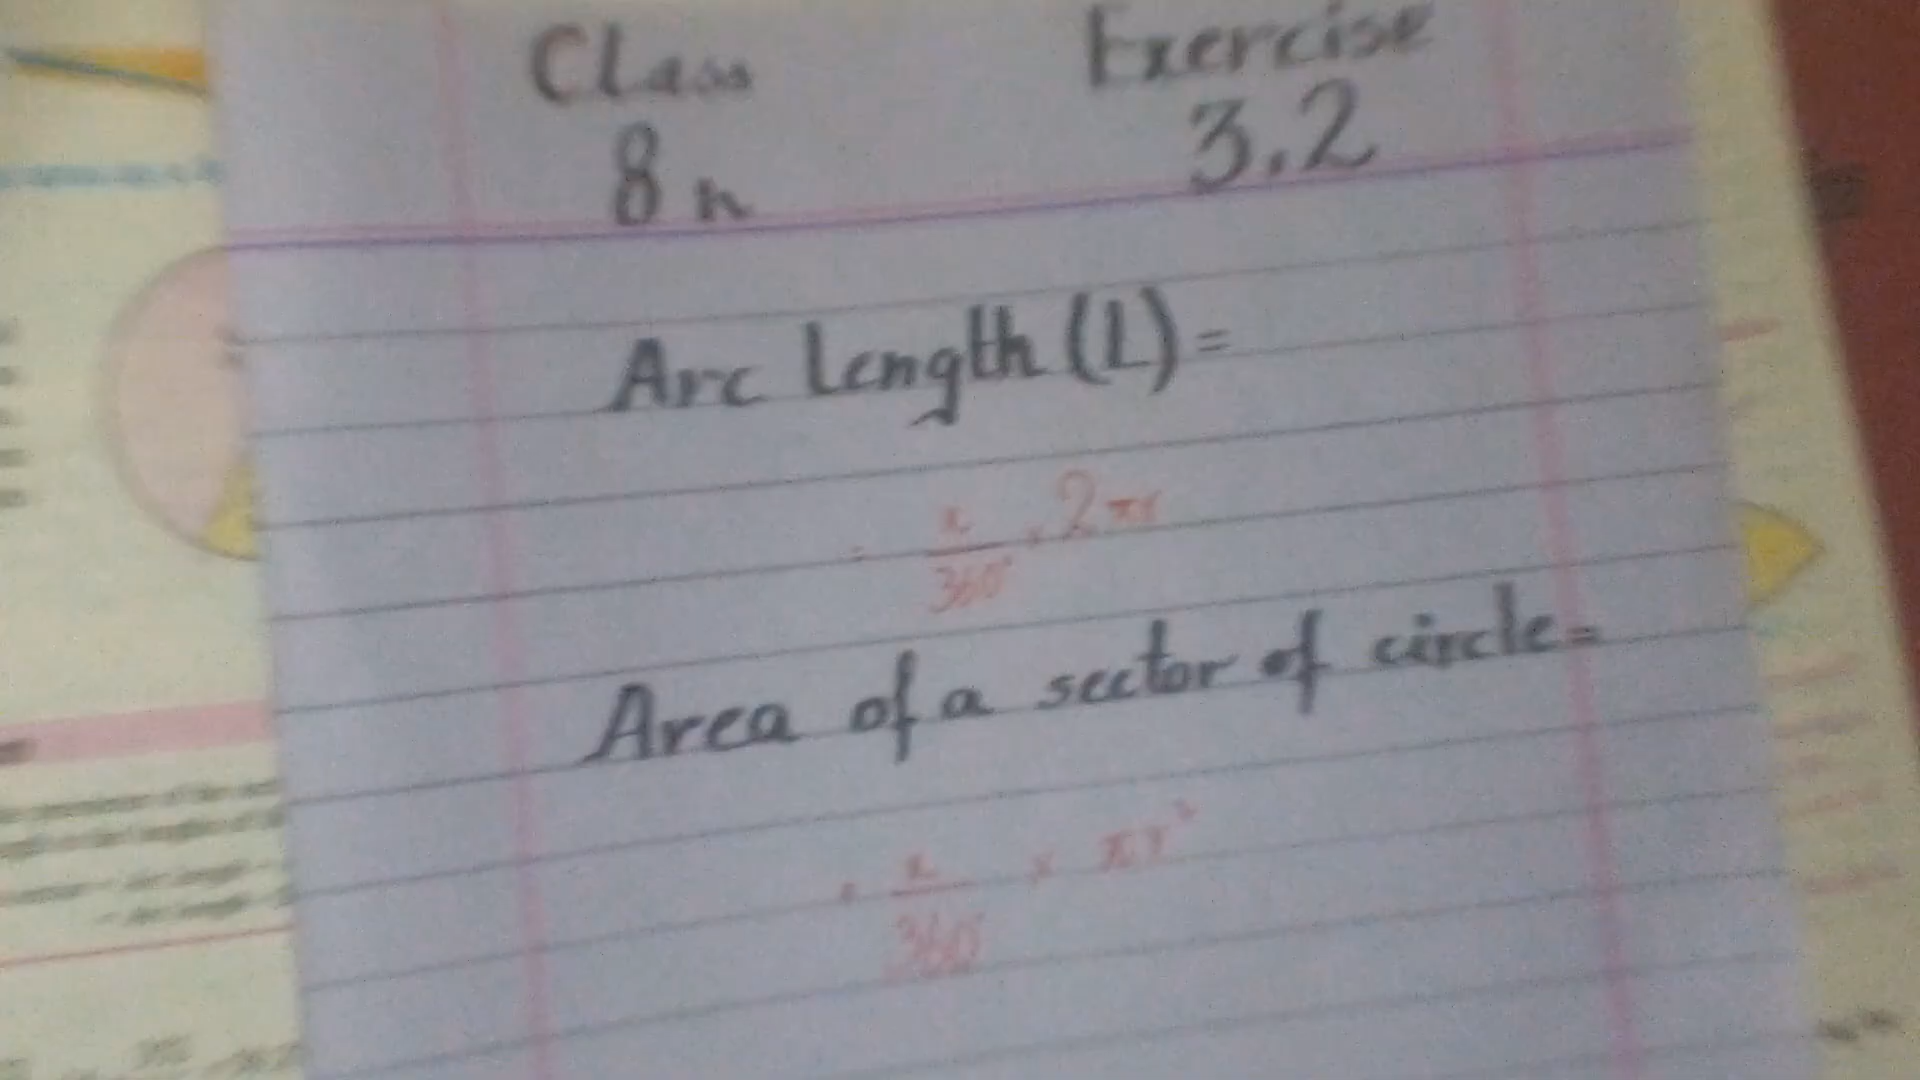 Class Exercise
8th 3.2
Arc Length (L) =
= x/360° × 2πr
Area of a sector of circle =
= x/360° × πr²